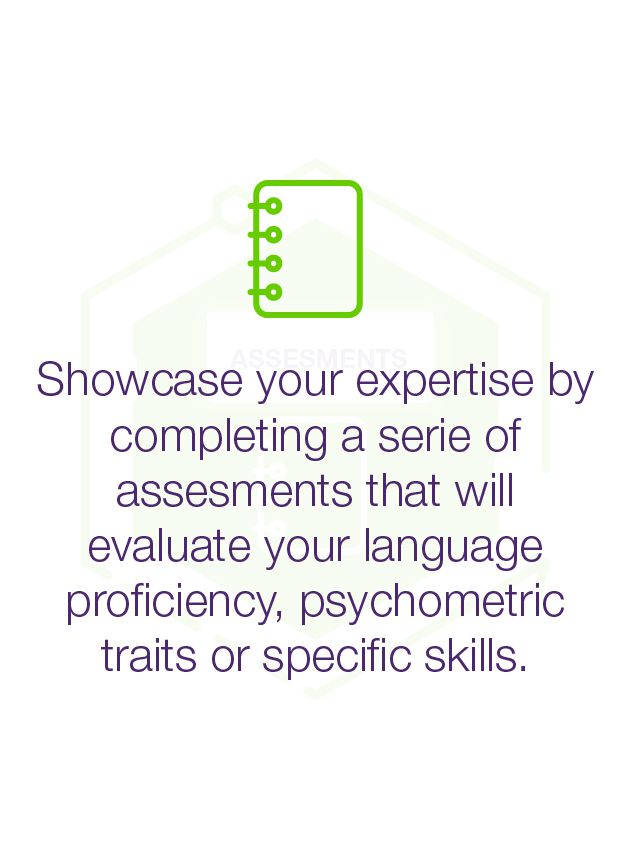 ASSESMENTS
Showcase your expertise by
completing a serie of
assesments that will
evaluate your language
proficiency, psychometric
traits or specific skills.